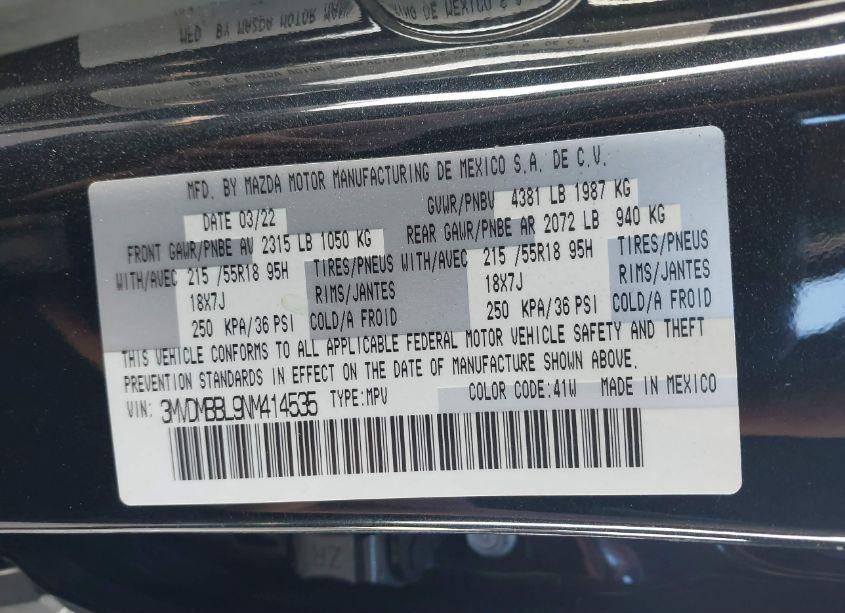 MFD. BY MAZDA MOTOR MANUFACTURING DE MEXICO S.A. DE C.V.
DATE 03/22 GVWR/PNBV 4381 LB 1987 KG
FRONT GAWR/PNBE AV 2315 LB 1050 KG REAR GAWR/PNBE AR 2072 LB 940 KG
WITH/AVEC 215 /55R18 95H TIRES/PNEUS WITH/AVEC 215 /55R18 95H TIRES/PNEUS
18X7J RIMS/JANTES 18X7J RIMS/JANTES
250 KPA/36 PSI COLD/A FROID 250 KPA/36 PSI COLD/A FROID
THIS VEHICLE CONFORMS TO ALL APPLICABLE FEDERAL MOTOR VEHICLE SAFETY AND THEFT
PREVENTION STANDARDS IN EFFECT ON THE DATE OF MANUFACTURE SHOWN ABOVE.
VIN: 3MVDMBBL9NM414535 TYPE:MPV COLOR CODE:41W MADE IN MEXICO